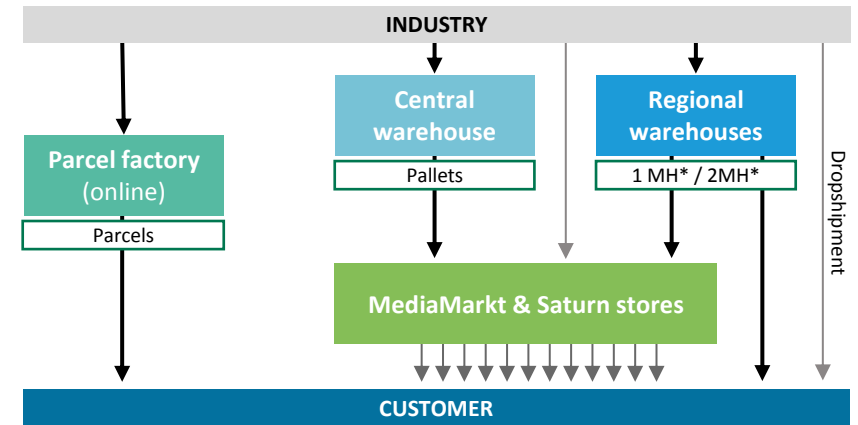 INDUSTRY
Central
warehouse
Regional
warehouses
Parcel factory
(online)
Pallets
1 MH* / 2MH*
Dropshipment
Parcels
MediaMarkt & Saturn stores
CUSTOMER